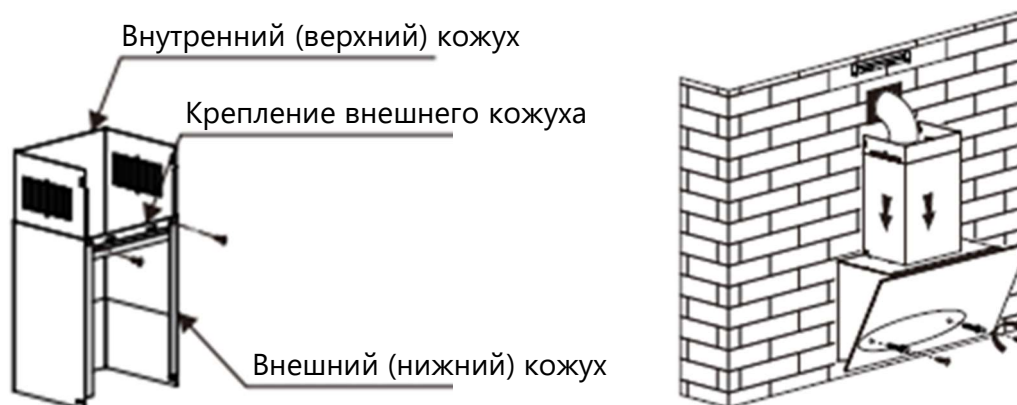 Внутренний (верхний) кожух
Крепление внешнего кожуха
Внешний (нижний) кожух